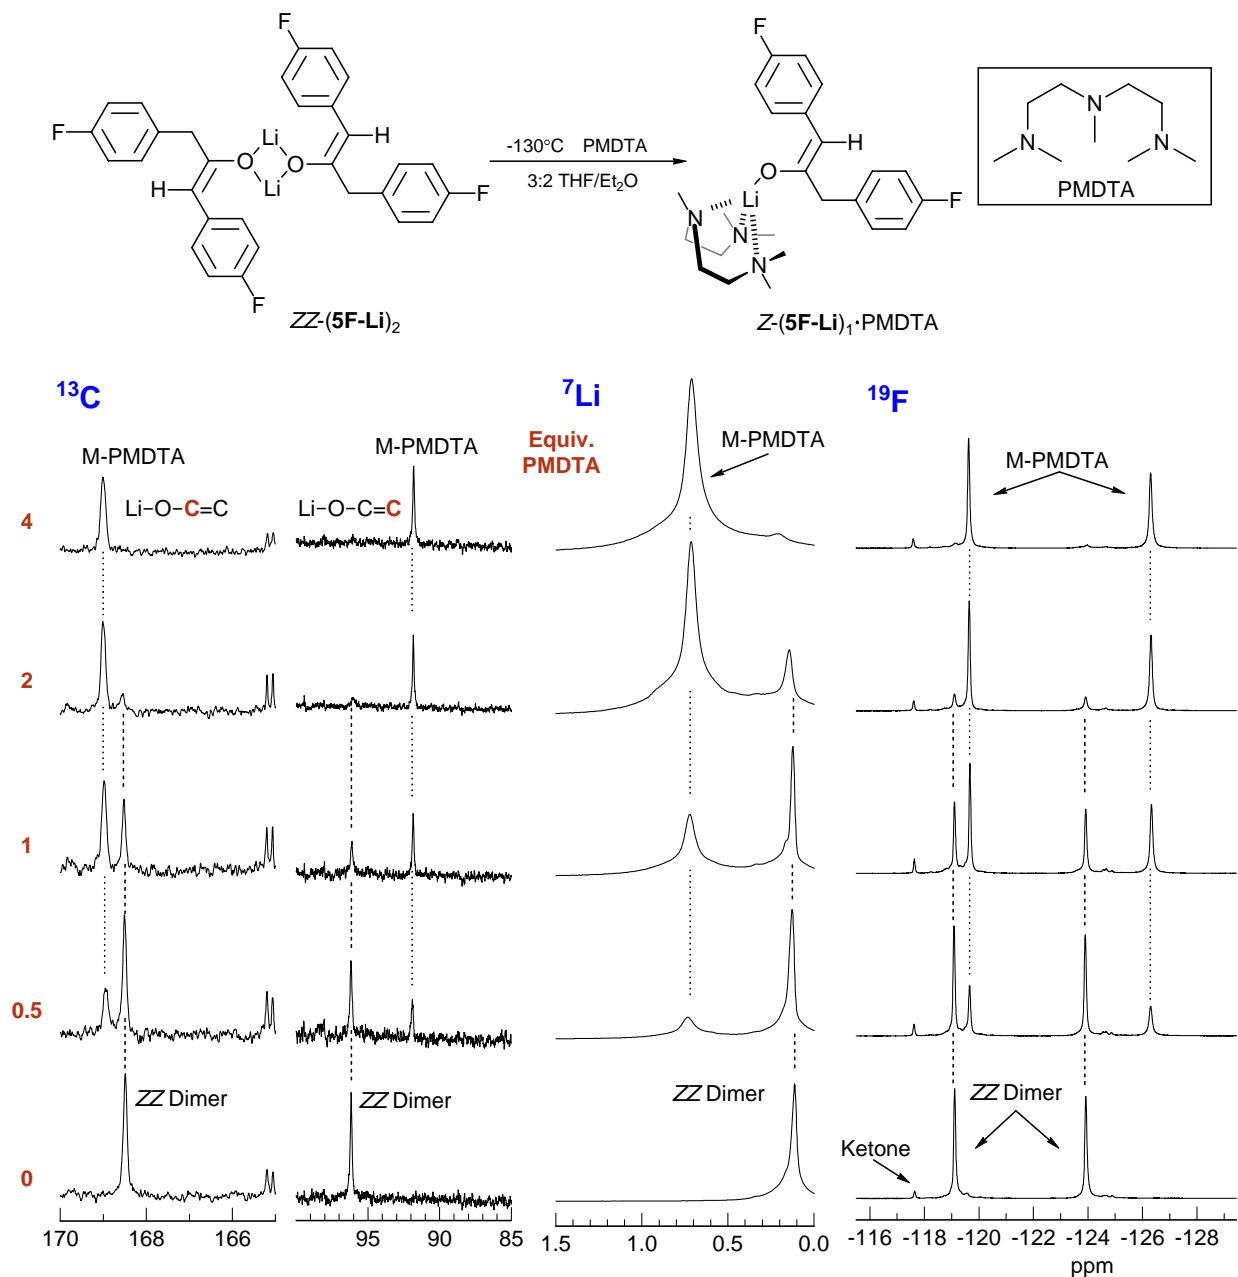 F
F
F
Li
O
O
Li
H
H
F
F
-130°C PMDTA
3:2 THF/Et2O
F
H
O
Li
F
N
N
N
N
N
N
PMDTA
ZZ-(5F-Li)2
Z-(5F-Li)1•PMDTA
13C
7Li
19F
M-PMDTA
M-PMDTA
Equiv.
PMDTA
M-PMDTA
M-PMDTA
Li-O-C=C
Li-O-C=C
4
2
1
0.5
0
ZZ Dimer
ZZ Dimer
ZZ Dimer
ZZ Dimer
Ketone
170 168 166
95 90 85
1.5 1.0 0.5 0.0
-116 -118 -120 -122 -124 -126 -128
ppm